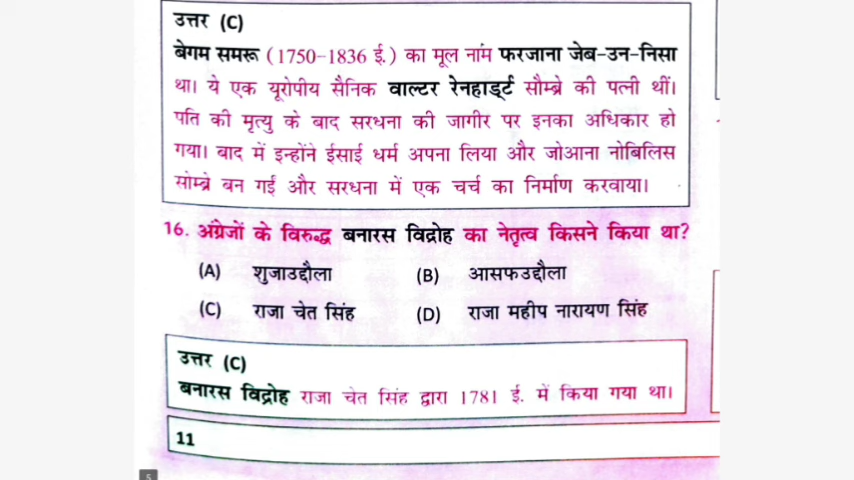 उत्तर (C)
बेगम समरू (1750-1836 ई.) का मूल नांम फरजाना जेब-उन-निसा
था। ये एक यूरोपीय सैनिक वाल्टर रेनहार्ड्ट सौम्ब्रे की पत्नी थीं।
पति की मृत्यु के बाद सरधना की जागीर पर इनका अधिकार हो
गया। बाद में इन्होंने ईसाई धर्म अपना लिया और जोआना नोबिलिस
सोम्ब्रे बन गई और सरधना में एक चर्च का निर्माण करवाया।
16. अंग्रेजों के विरुद्ध बनारस विद्रोह का नेतृत्व किसने किया था?
(A) शुजाउद्दौला (B) आसफउद्दौला
(C) राजा चेत सिंह (D) राजा महीप नारायण सिंह
उत्तर (C)
बनारस विद्रोह राजा चेत सिंह द्वारा 1781 ई. में किया गया था।
11
5